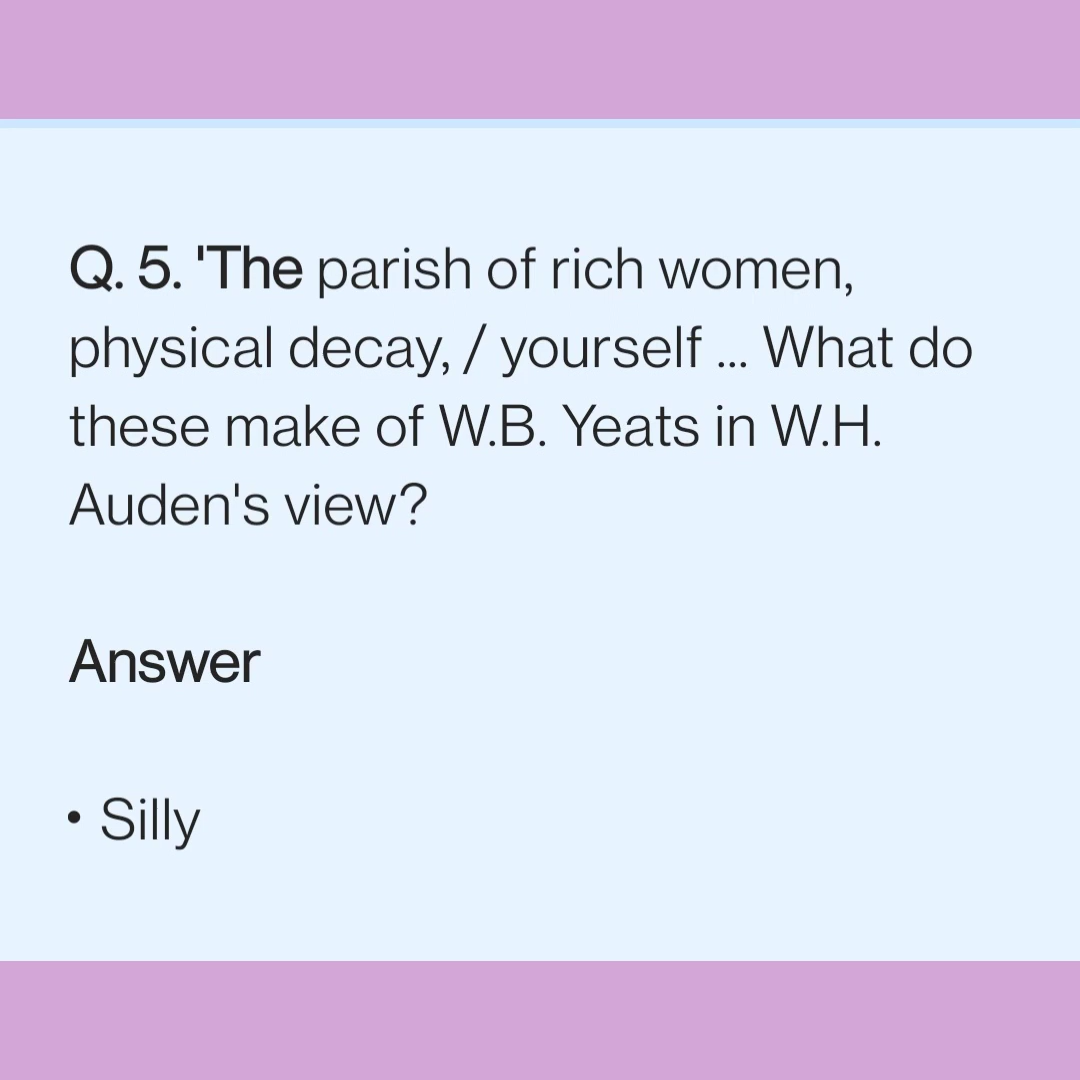 Q. 5. 'The parish of rich women,
physical decay, / yourself ... What do
these make of W.B. Yeats in W.H.
Auden's view?
Answer
• Silly